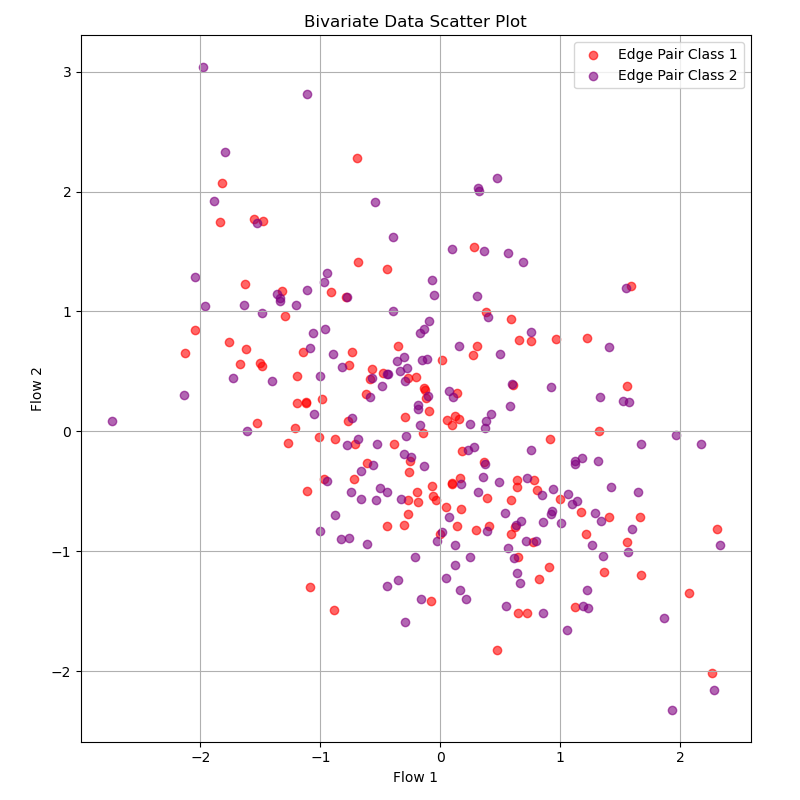 Bivariate Data Scatter Plot
Edge Pair Class 1
Edge Pair Class 2
3
2
1
0
−1
−2
Flow 2
−2
−1
0
1
2
Flow 1